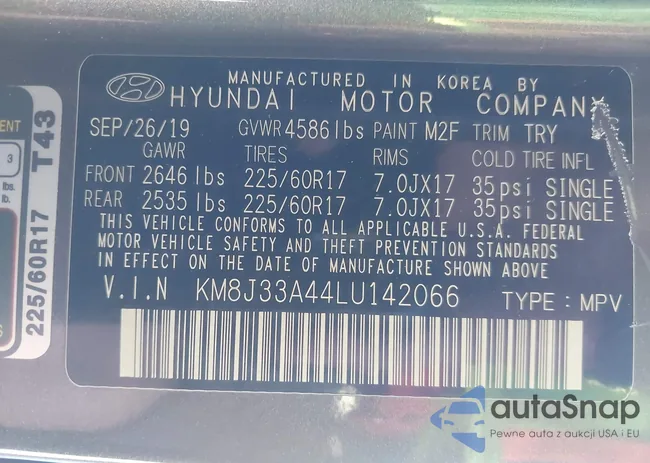 MANUFACTURED IN KOREA BY
HYUNDAI MOTOR COMPANY
SEP/26/19 GVWR 4586lbs PAINT M2F TRIM TRY
GAWR TIRES RIMS COLD TIRE INFL
FRONT 2646 lbs 225/60R17 7.0JX17 35psi SINGLE
REAR 2535 lbs 225/60R17 7.0JX17 35psi SINGLE
THIS VEHICLE CONFORMS TO ALL APPLICABLE U.S.A. FEDERAL
MOTOR VEHICLE SAFETY AND THEFT PREVENTION STANDARDS
IN EFFECT ON THE DATE OF MANUFACTURE SHOWN ABOVE
V.I.N KM8J33A44LU142066 TYPE : MPV
225/60R17 T43
3
lbs.
lb.
autaSnap
Pewne auta z aukcji USA i EU